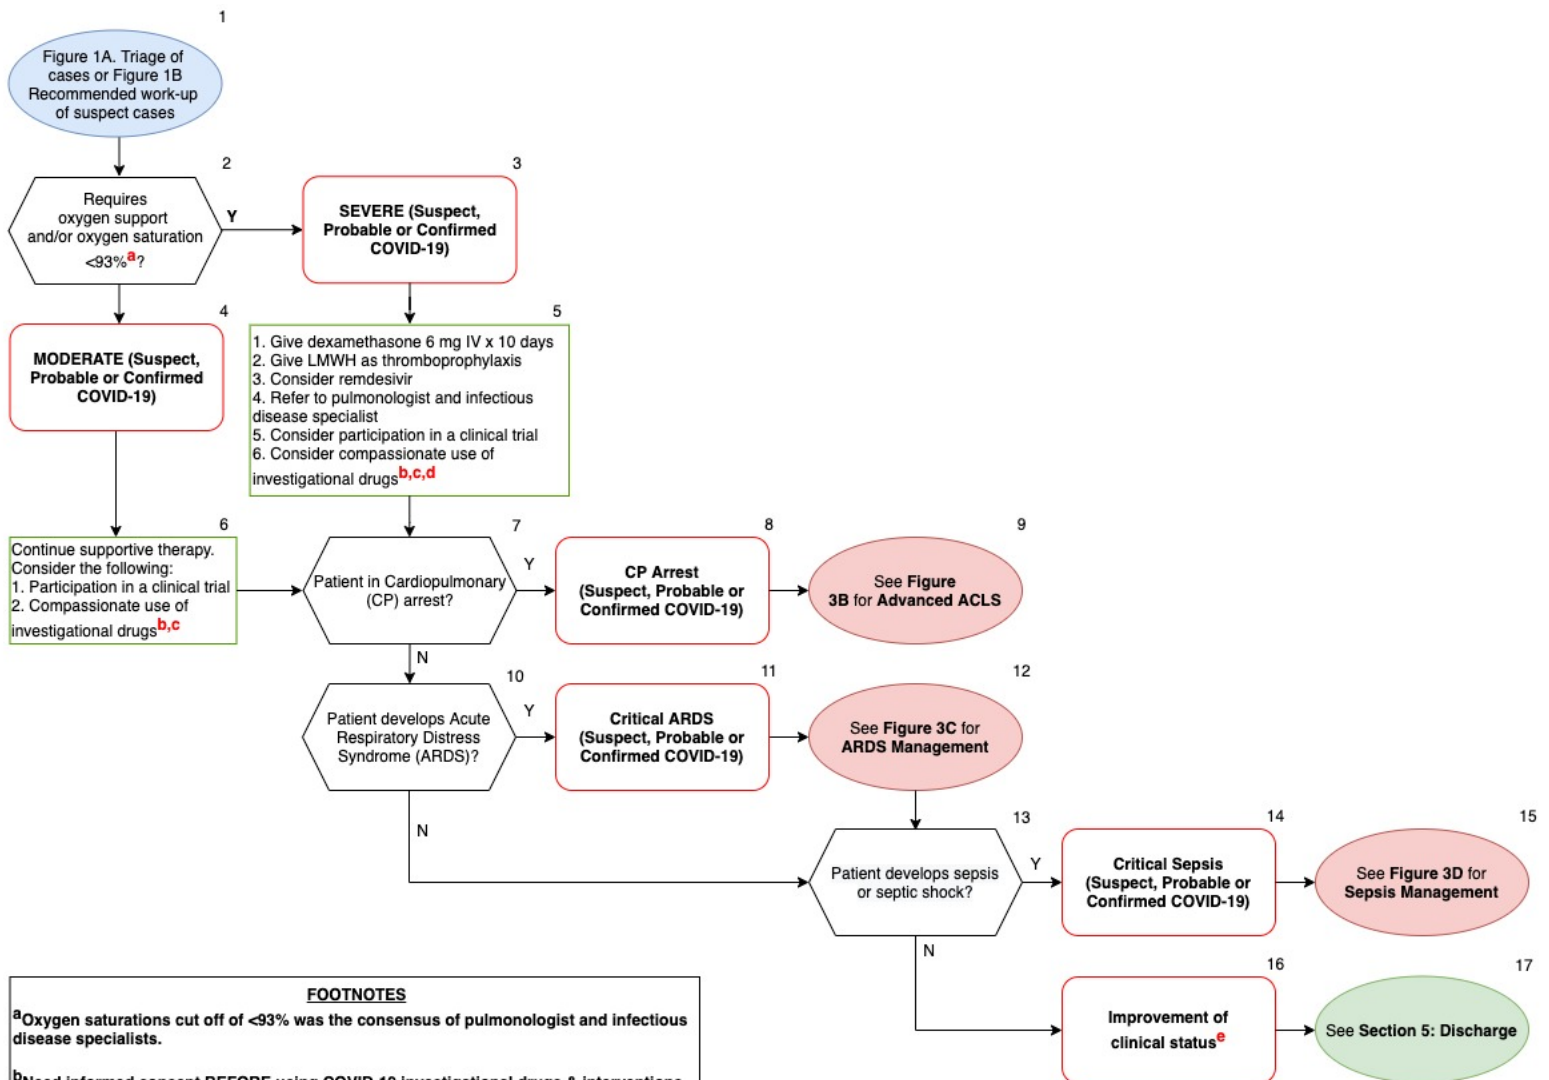 1
Figure 1A. Triage of
cases or Figure 1B
Recommended work-up
of suspect cases
2
Requires
oxygen support
and/or oxygen saturation
<93%a?
Y
3
SEVERE (Suspect,
Probable or Confirmed
COVID-19)
4
MODERATE (Suspect,
Probable or Confirmed
COVID-19)
5
1. Give dexamethasone 6 mg IV x 10 days
2. Give LMWH as thromboprophylaxis
3. Consider remdesivir
4. Refer to pulmonologist and infectious
disease specialist
5. Consider participation in a clinical trial
6. Consider compassionate use of
investigational drugsb,c,d
6
Continue supportive therapy.
Consider the following:
1. Participation in a clinical trial
2. Compassionate use of
investigational drugsb,c
7
Patient in Cardiopulmonary
(CP) arrest?
Y
N
8
CP Arrest
(Suspect, Probable or
Confirmed COVID-19)
9
See Figure
3B for Advanced ACLS
10
Patient develops Acute
Respiratory Distress
Syndrome (ARDS)?
Y
N
11
Critical ARDS
(Suspect, Probable or
Confirmed COVID-19)
12
See Figure 3C for
ARDS Management
13
Patient develops sepsis
or septic shock?
Y
N
14
Critical Sepsis
(Suspect, Probable or
Confirmed COVID-19)
15
See Figure 3D for
Sepsis Management
16
Improvement of
clinical statuse
17
See Section 5: Discharge
FOOTNOTES
aOxygen saturations cut off of <93% was the consensus of pulmonologist and infectious
disease specialists.
bNeed informed consent BEFORE using COVID-19 investigational drugs & interventions